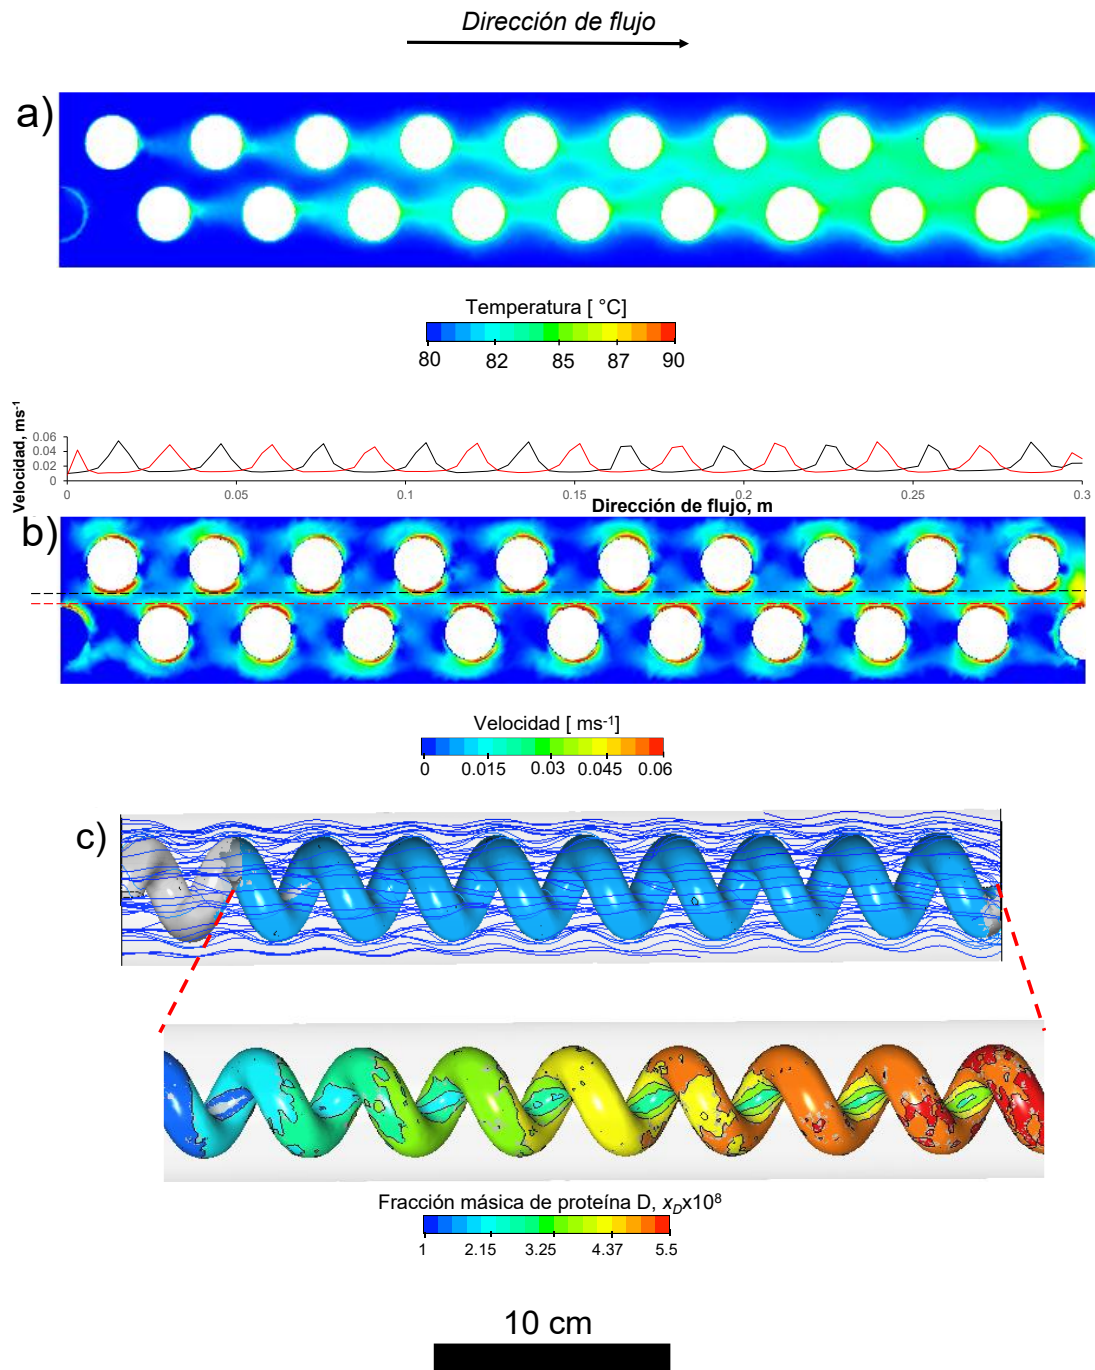 Dirección de flujo
a)
Temperatura [ °C]
80 82 85 87 90
Velocidad, ms-1
0.06
0.04
0.02
0
0 0.05 0.1 0.15 0.2 0.25 0.3
Dirección de flujo, m
b)
Velocidad [ ms-1]
0 0.015 0.03 0.045 0.06
c)
Fracción másica de proteína D, xDx10⁸
1 2.15 3.25 4.37 5.5
10 cm